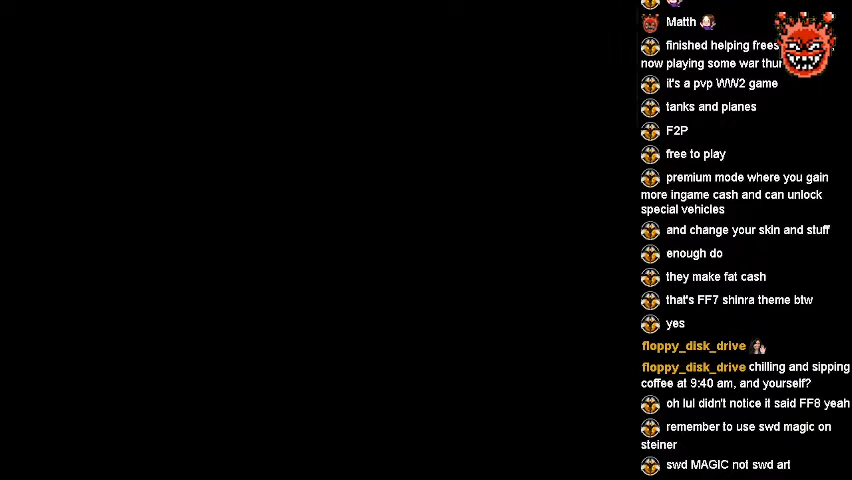 Matth
finished helping frees
now playing some war thu
it's a pvp WW2 game
tanks and planes
F2P
free to play
premium mode where you gain
more ingame cash and can unlock
special vehicles
and change your skin and stuff
enough do
they make fat cash
that's FF7 shinra theme btw
yes
floppy_disk_drive
floppy_disk_drive chilling and sipping
coffee at 9:40 am, and yourself?
oh lul didn't notice it said FF8 yeah
remember to use swd magic on
steiner
swd MAGIC not swd art